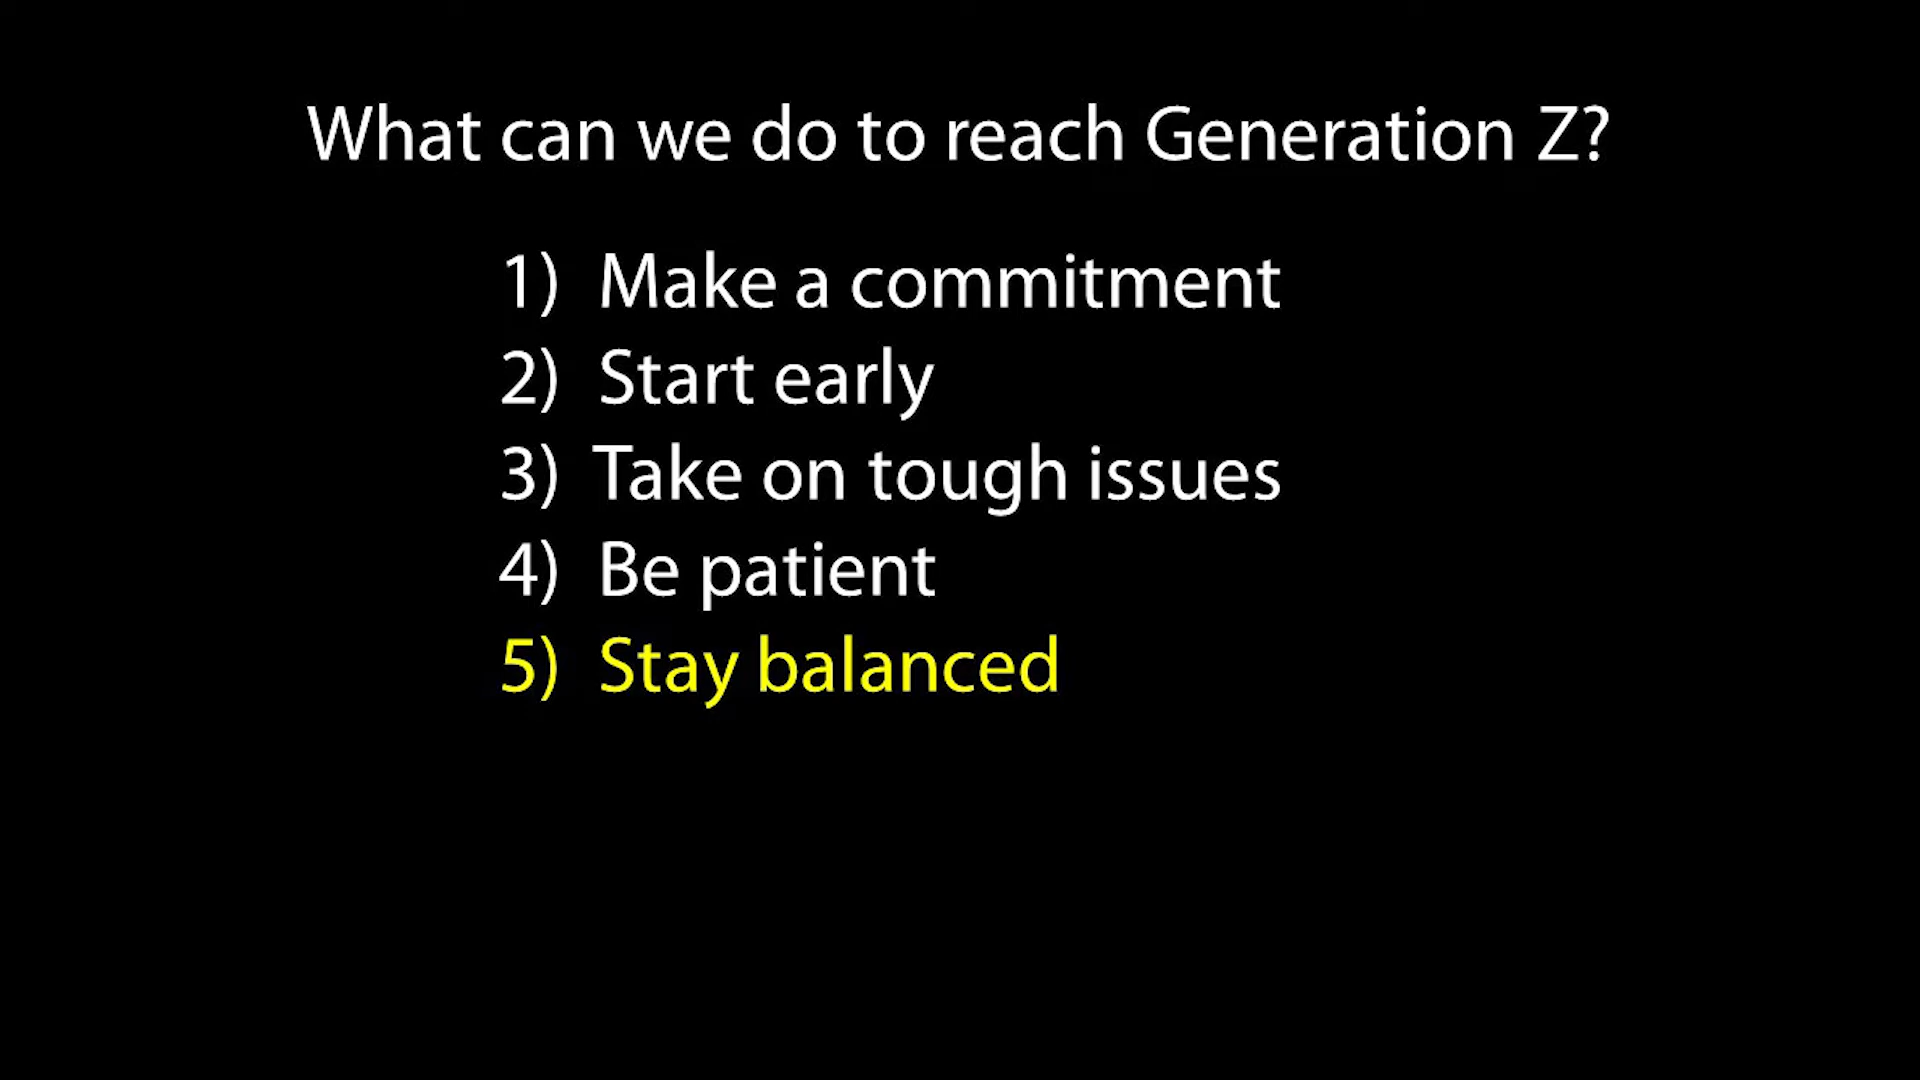 What can we do to reach Generation Z?
1) Make a commitment
2) Start early
3) Take on tough issues
4) Be patient
5) Stay balanced